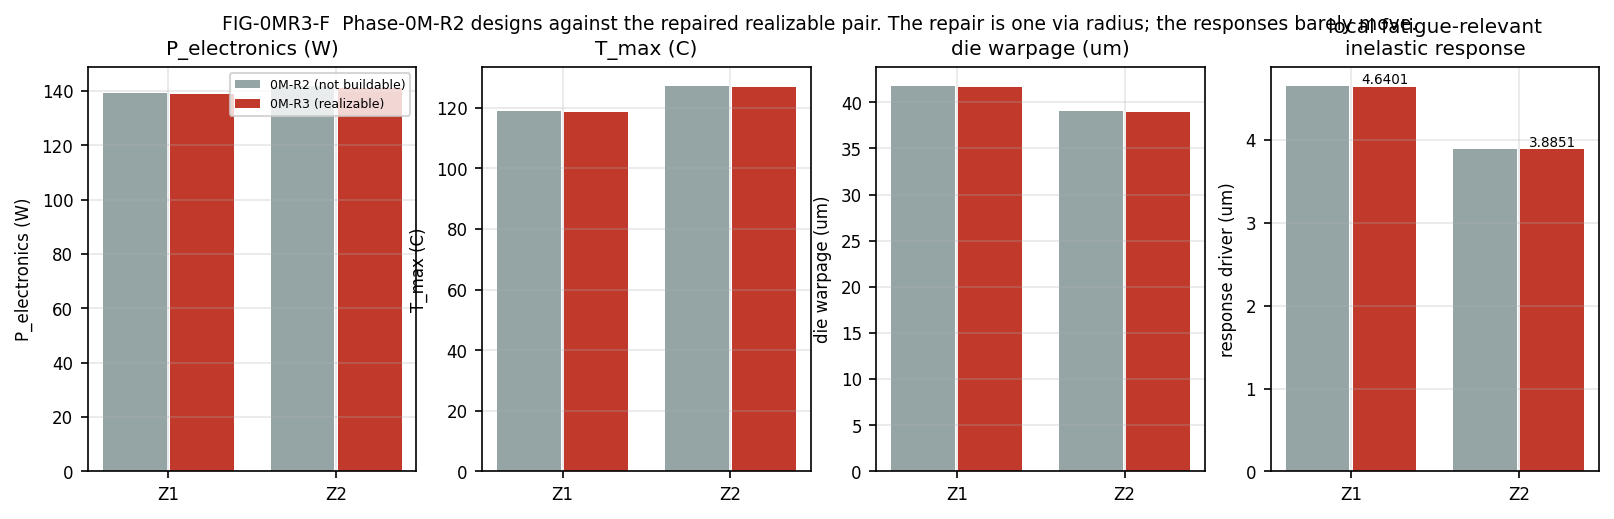 FIG-0MR3-F  Phase-0M-R2 designs against the repaired realizable pair. The repair is one via radius; the responses barely move.
P_electronics (W)
P_electronics (W)
0M-R2 (not buildable)
0M-R3 (realizable)
140
120
100
80
60
40
20
0
Z1
Z2
T_max (C)
T_max (C)
120
100
80
60
40
20
0
Z1
Z2
die warpage (um)
die warpage (um)
40
35
30
25
20
15
10
5
0
Z1
Z2
local fatigue-relevant
inelastic response
response driver (um)
4.6401
3.8851
4
3
2
1
0
Z1
Z2